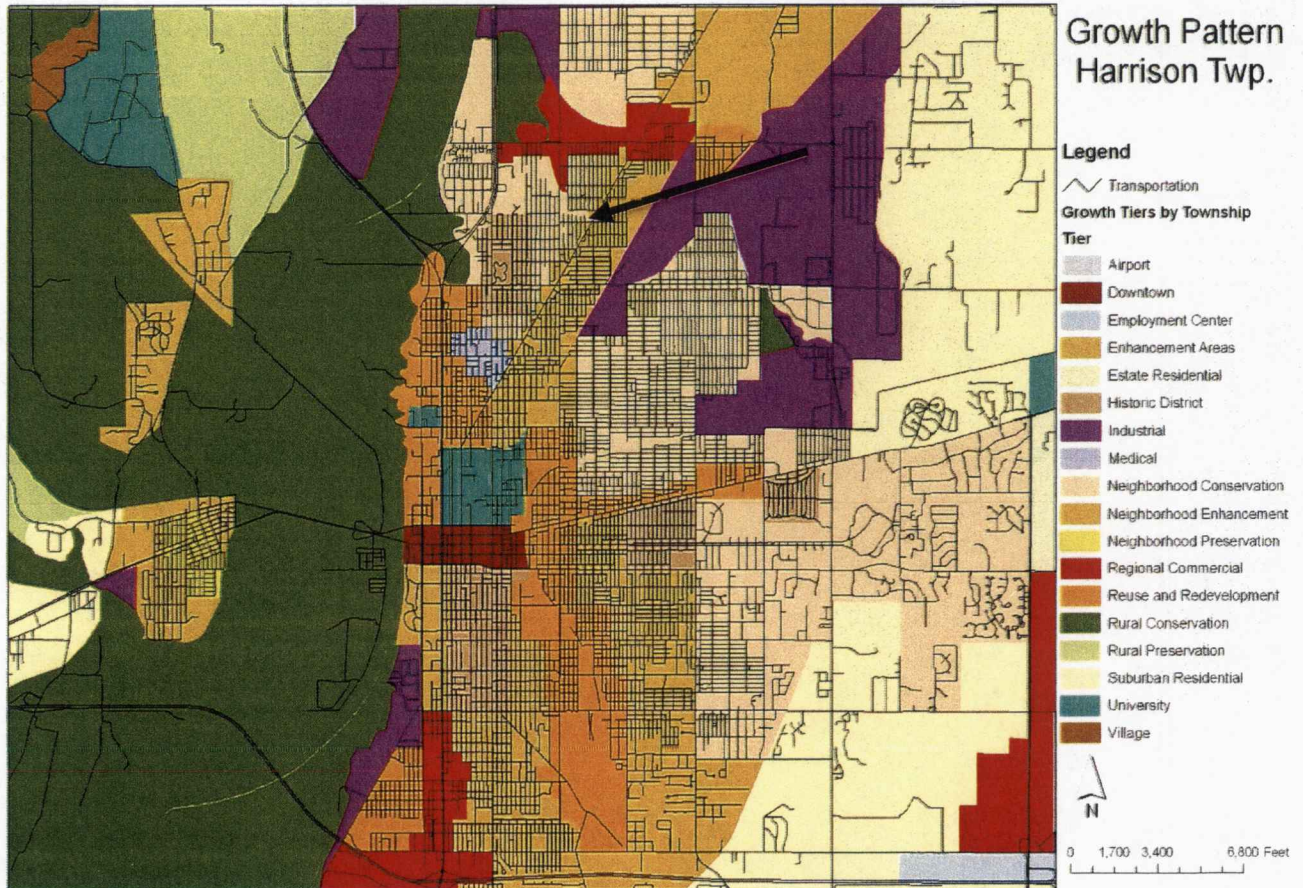 Growth Pattern
Harrison Twp.
Legend
Transportation
Growth Tiers by Township
Tier
Airport
Downtown
Employment Center
Enhancement Areas
Estate Residential
Historic District
Industrial
Medical
Neighborhood Conservation
Neighborhood Enhancement
Neighborhood Preservation
Regional Commercial
Reuse and Redevelopment
Rural Conservation
Rural Preservation
Suburban Residential
University
Village
N
0 1,700 3,400 6,800 Feet